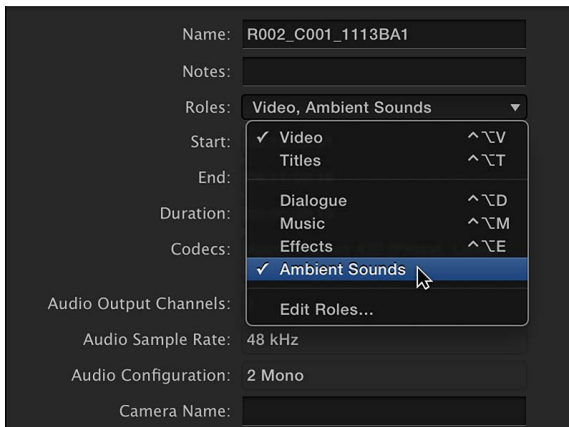 Name: R002_C001_1113BA1
Notes:
Roles: Video, Ambient Sounds ▼
Start: ✓ Video ^⌥V
Titles ^⌥T
End:
Dialogue ^⌥D
Duration:
Music ^⌥M
Codecs: Effects ^⌥E
✓ Ambient Sounds
Audio Output Channels: Edit Roles...
Audio Sample Rate: 48 kHz
Audio Configuration: 2 Mono
Camera Name: